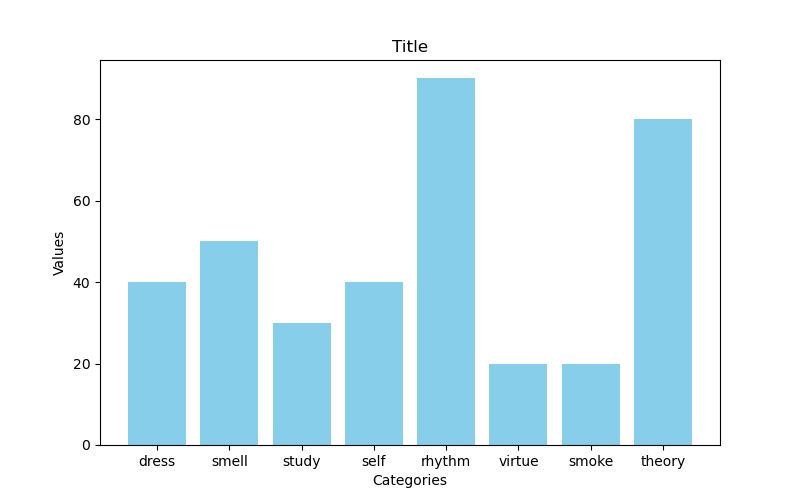 Title
Values
80
60
40
20
0
dress smell study self rhythm virtue smoke theory
Categories